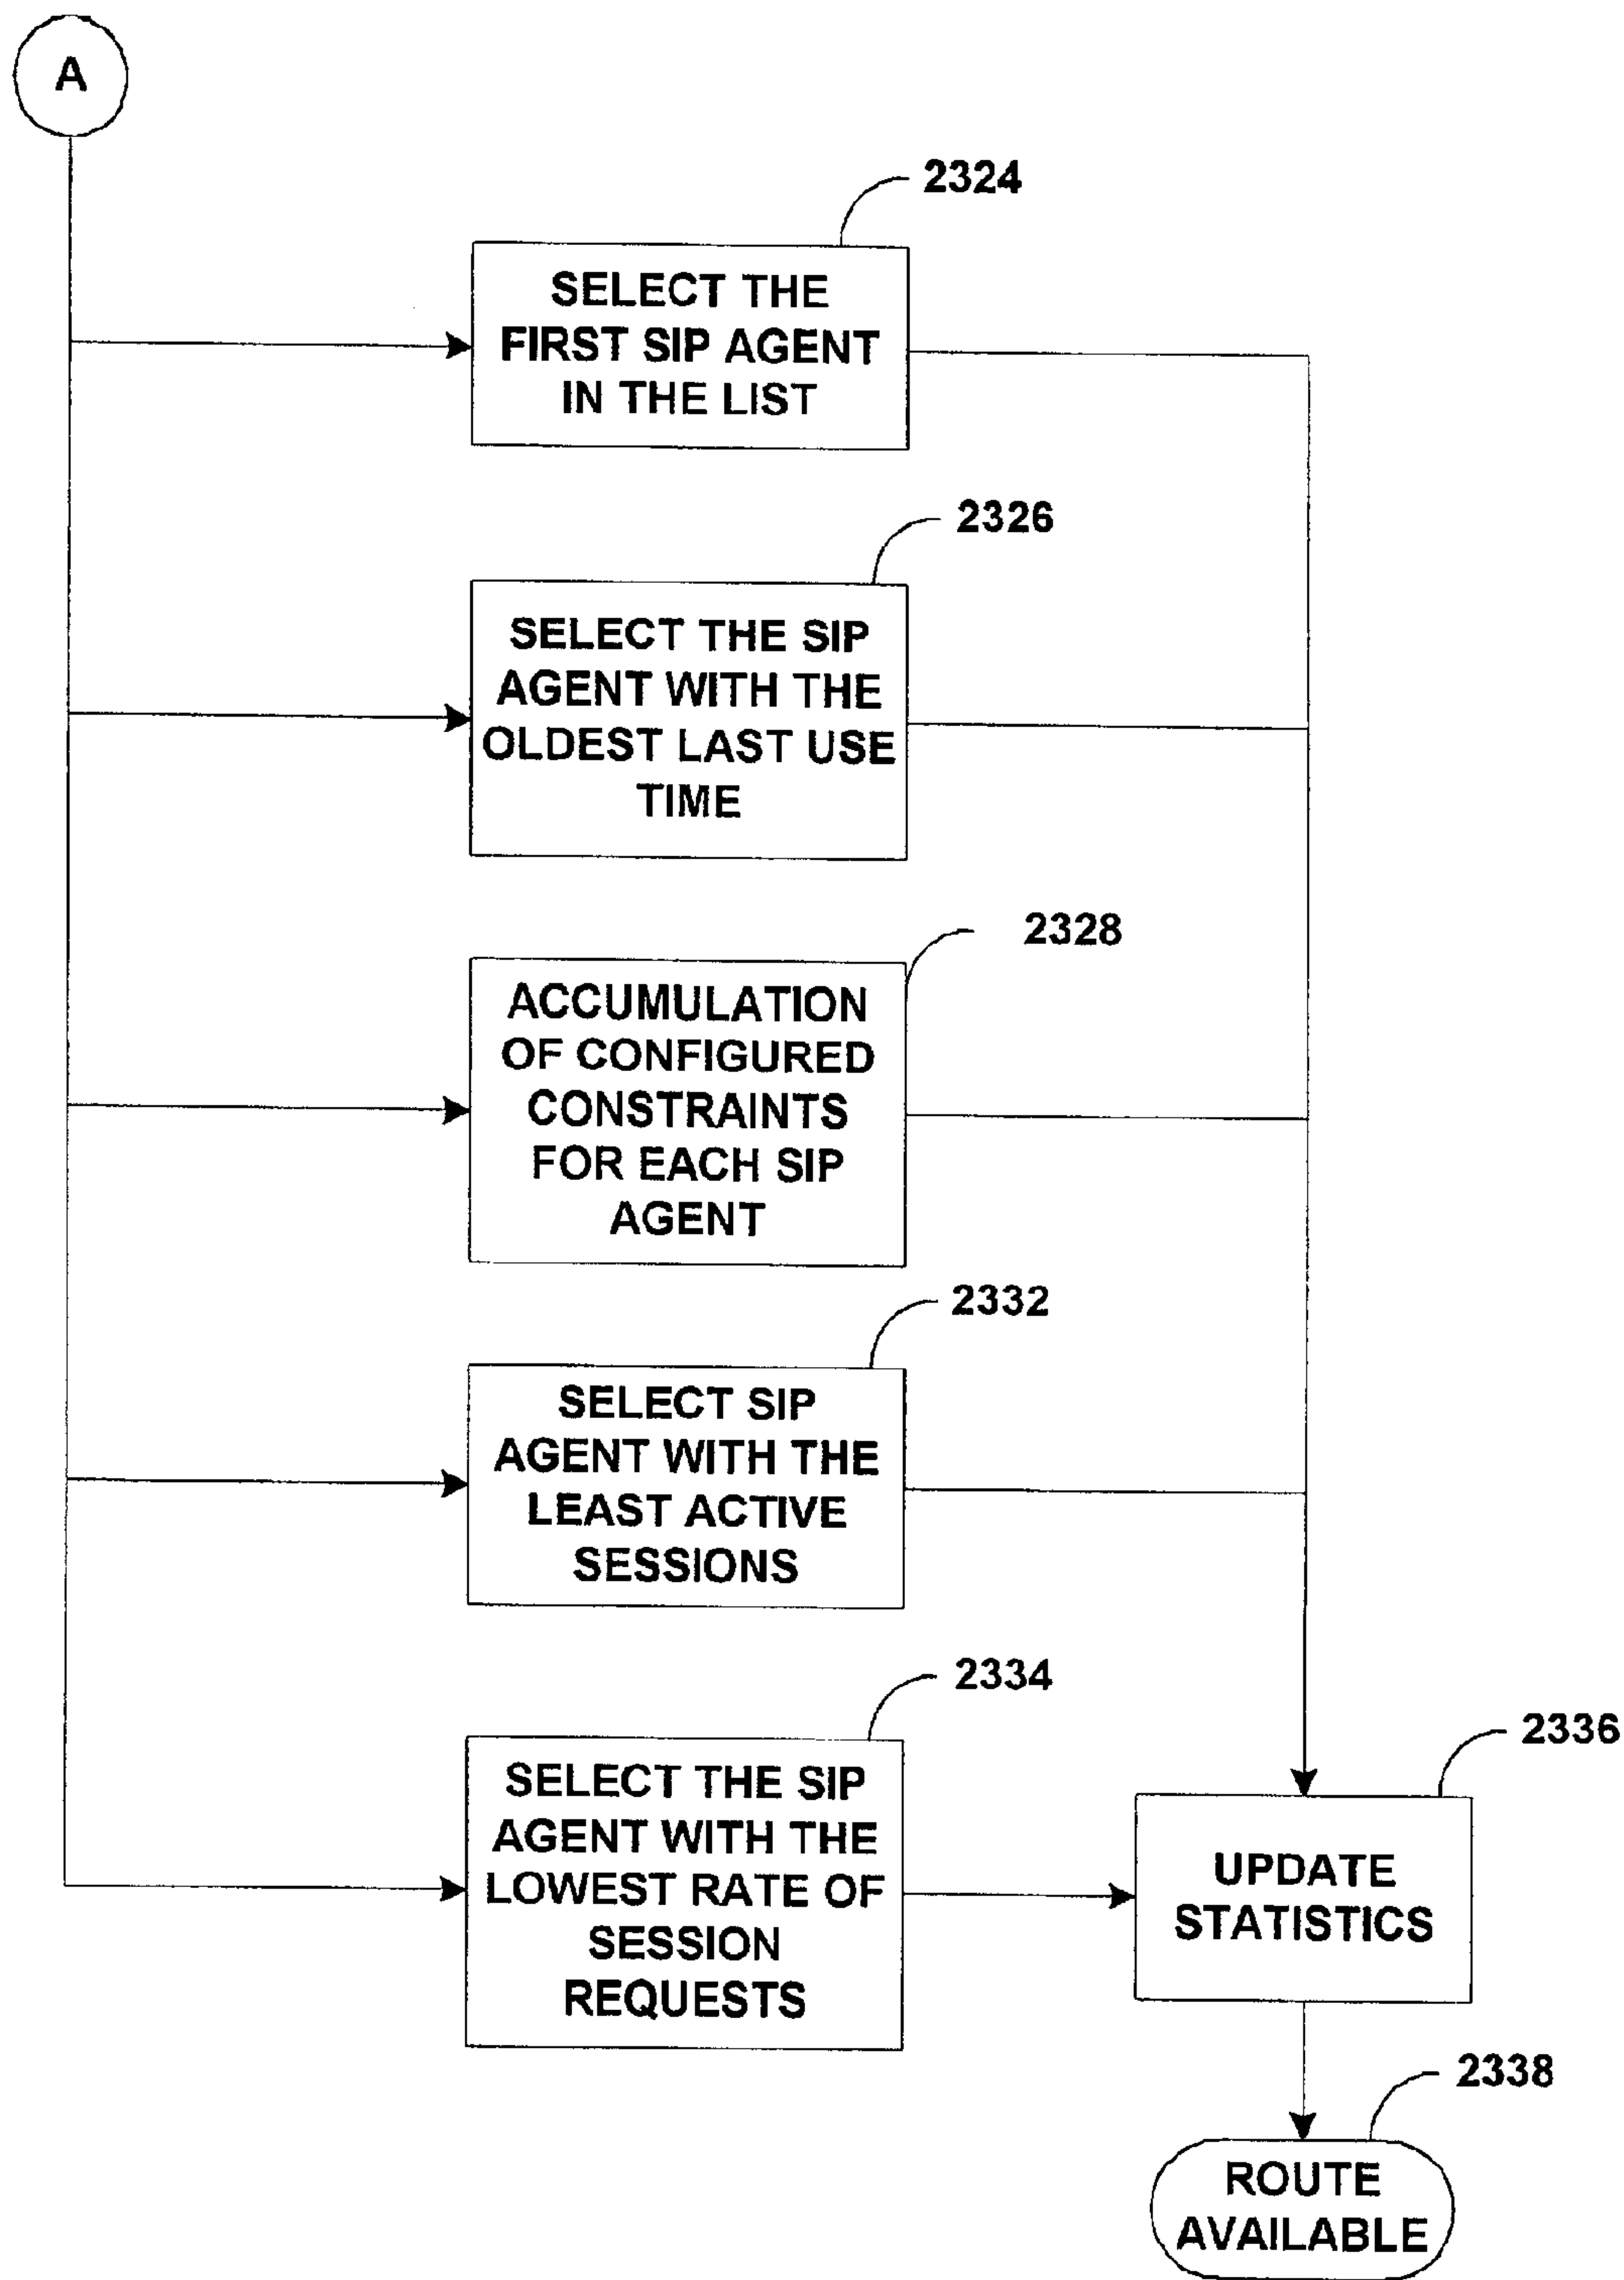 A
2324
SELECT THE
FIRST SIP AGENT
IN THE LIST
2326
SELECT THE SIP
AGENT WITH THE
OLDEST LAST USE
TIME
2328
ACCUMULATION
OF CONFIGURED
CONSTRAINTS
FOR EACH SIP
AGENT
2332
SELECT SIP
AGENT WITH THE
LEAST ACTIVE
SESSIONS
2334
SELECT THE SIP
AGENT WITH THE
LOWEST RATE OF
SESSION
REQUESTS
2336
UPDATE
STATISTICS
2338
ROUTE
AVAILABLE